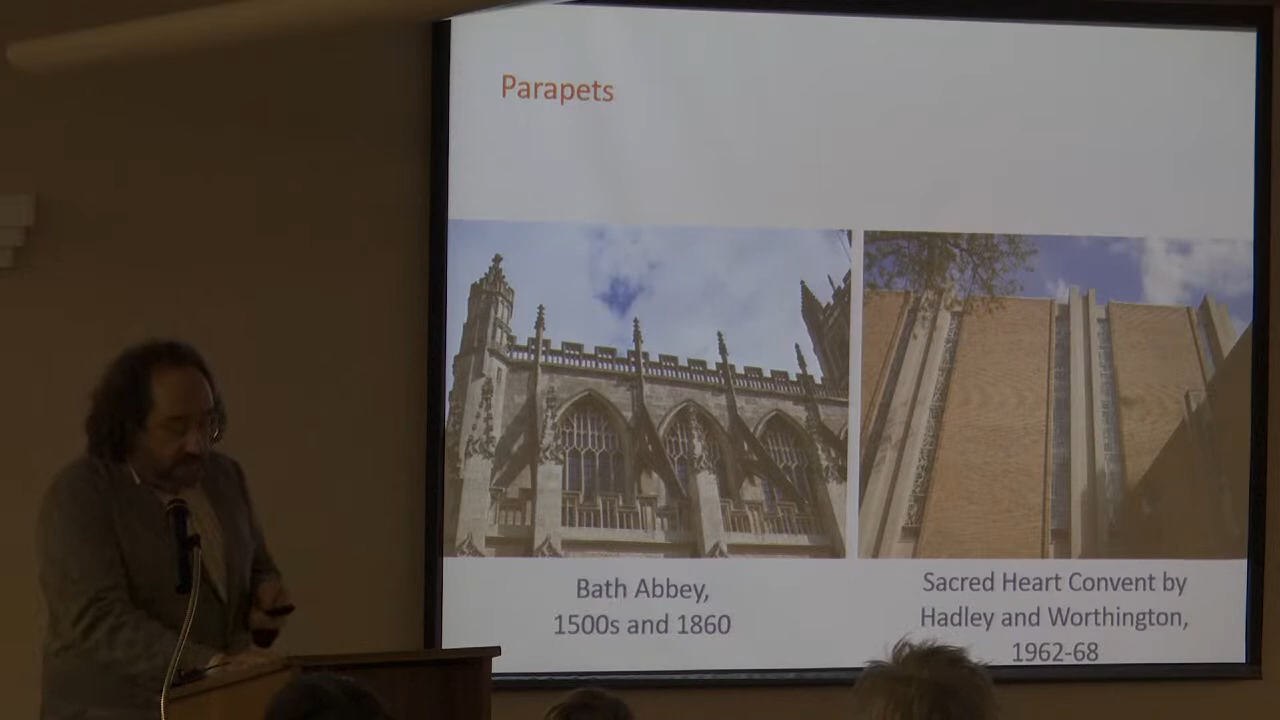 Parapets
Bath Abbey,
1500s and 1860
Sacred Heart Convent by
Hadley and Worthington,
1962-68